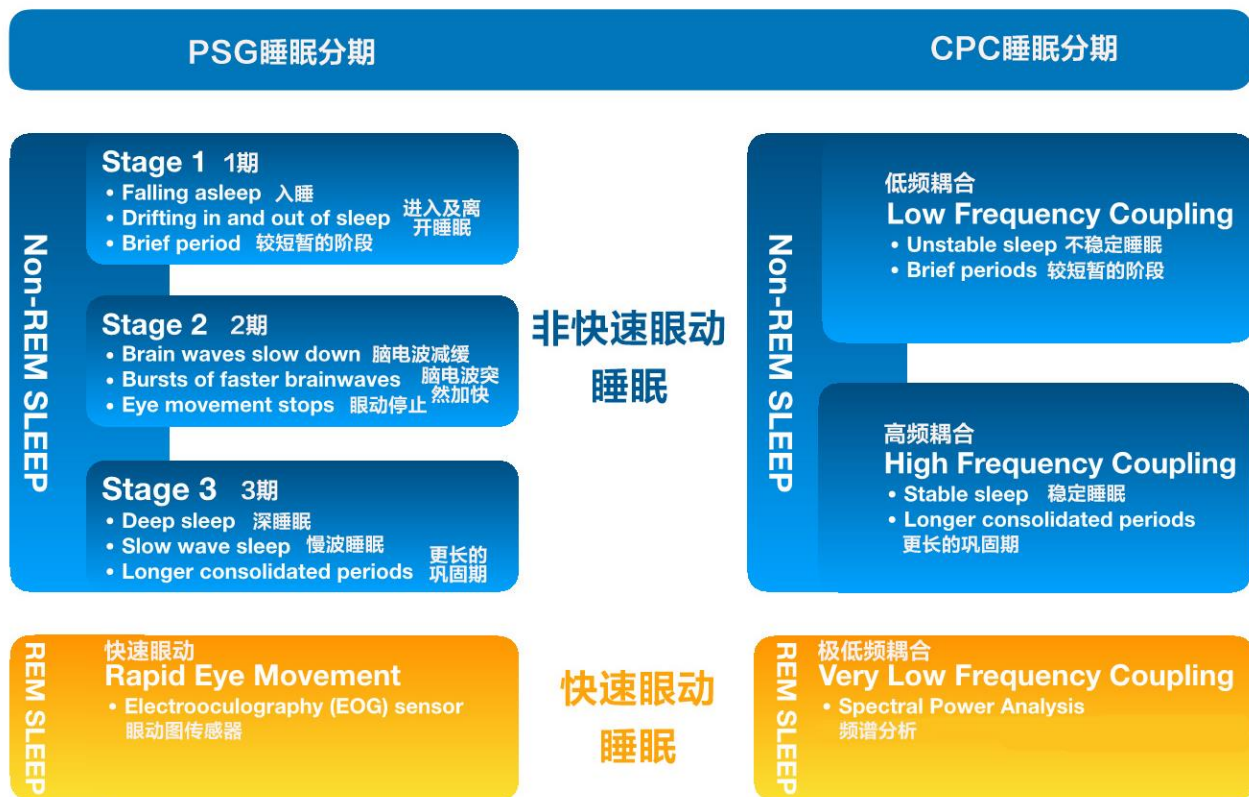 PSG睡眠分期
CPC睡眠分期
Non-REM SLEEP
Stage 1 1期
• Falling asleep 入睡
• Drifting in and out of sleep 进入及离
开睡眠
• Brief period 较短暂的阶段
Stage 2 2期
• Brain waves slow down 脑电波减缓
• Bursts of faster brainwaves 脑电波突
然加快
• Eye movement stops 眼动停止
Stage 3 3期
• Deep sleep 深睡眠
• Slow wave sleep 慢波睡眠
• Longer consolidated periods 更长的
巩固期
非快速眼动
睡眠
Non-REM SLEEP
低频耦合
Low Frequency Coupling
• Unstable sleep 不稳定睡眠
• Brief periods 较短暂的阶段
高频耦合
High Frequency Coupling
• Stable sleep 稳定睡眠
• Longer consolidated periods
更长的巩固期
REM SLEEP
快速眼动
Rapid Eye Movement
• Electrooculography (EOG) sensor
眼动图传感器
快速眼动
睡眠
REM SLEEP
极低频耦合
Very Low Frequency Coupling
• Spectral Power Analysis
频谱分析